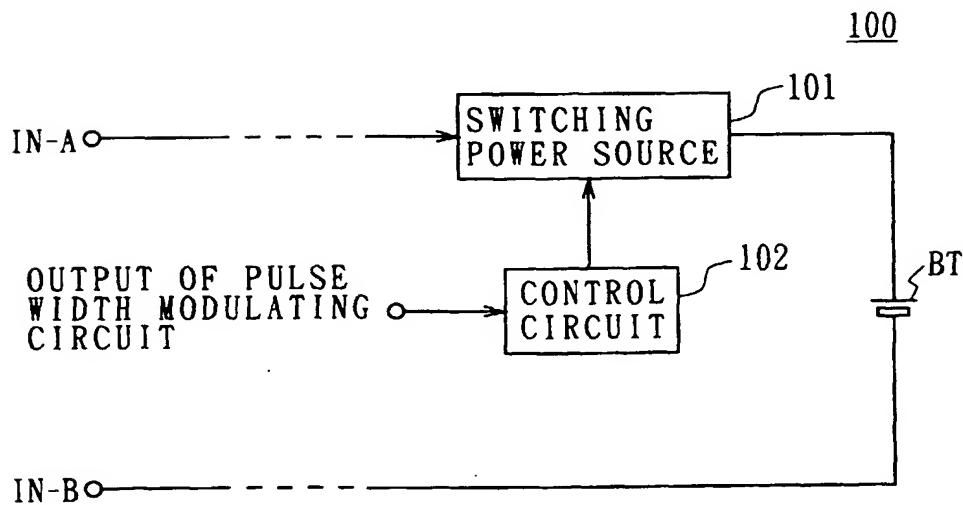 100
101
IN-A
SWITCHING
POWER SOURCE
OUTPUT OF PULSE
WIDTH MODULATING
CIRCUIT
102
CONTROL
CIRCUIT
BT
IN-B